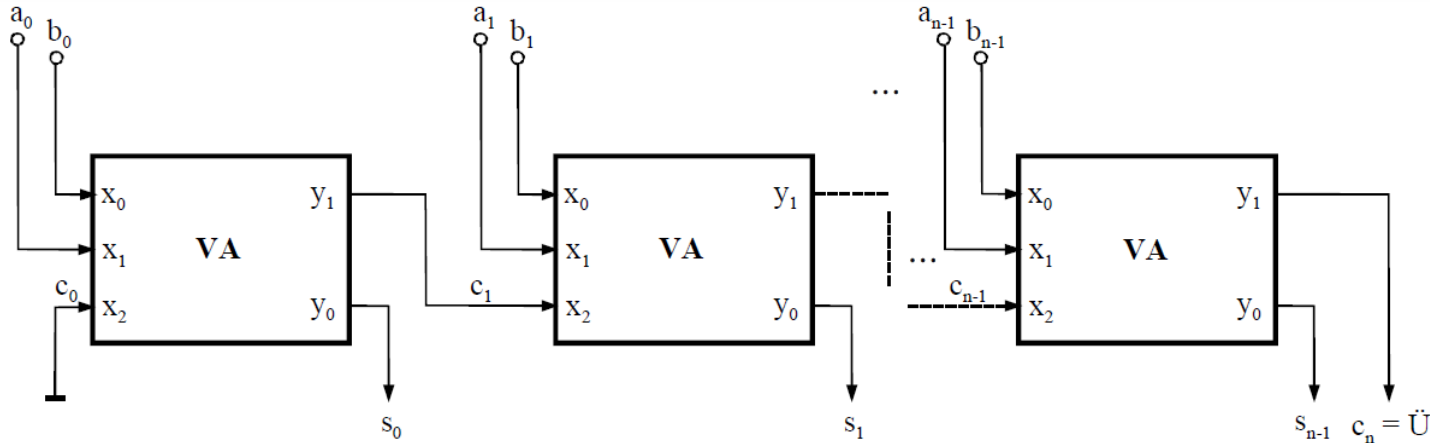 a₀ a₁ aₙ₋₁
b₀ b₁ bₙ₋₁
... 
x₀ y₁ x₀ y₁ x₀ y₁
x₁ VA x₁ VA ... x₁ VA
c₀ x₂ y₀ c₁ x₂ y₀ cₙ₋₁ x₂ y₀
s₀ s₁ sₙ₋₁ cₙ = Ü